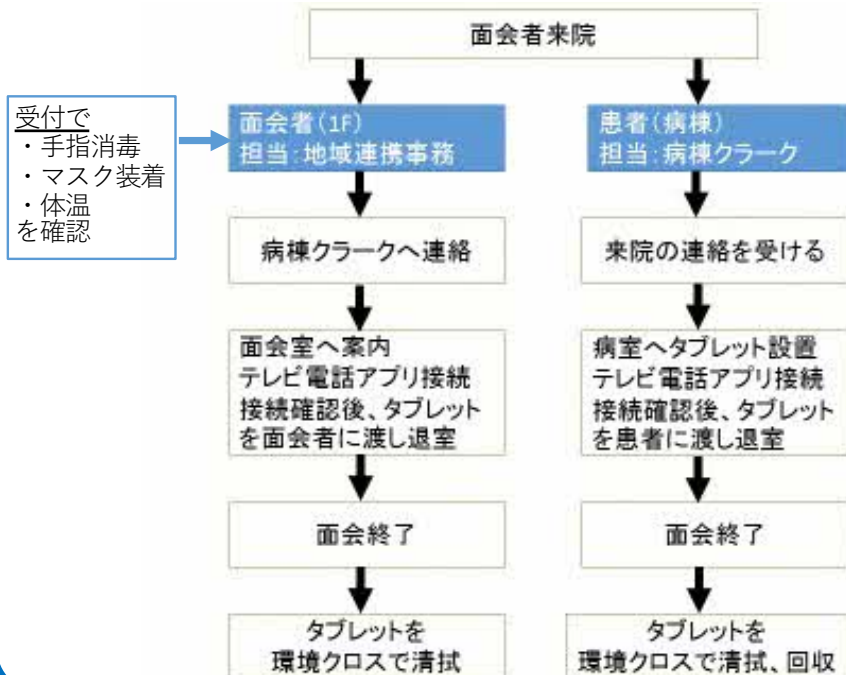 面会者来院
受付で
・手指消毒
・マスク装着
・体温
を確認
面会者(1F)
担当:地域連携事務
患者(病棟)
担当:病棟クラーク
病棟クラークへ連絡
来院の連絡を受ける
面会室へ案内
テレビ電話アプリ接続
接続確認後、タブレット
を面会者に渡し退室
病室へタブレット設置
テレビ電話アプリ接続
接続確認後、タブレット
を患者に渡し退室
面会終了
面会終了
タブレットを
環境クロスで清拭
タブレットを
環境クロスで清拭、回収